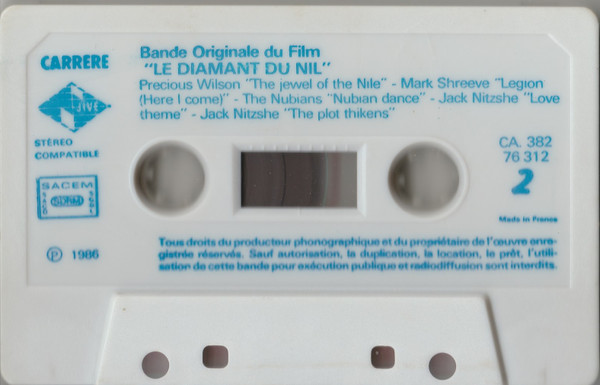 CARRERE
JIVE
STÉREO
COMPATIBLE
SACEM
SACD
SDRM
SGDL
℗ 1986
Bande Originale du Film
"LE DIAMANT DU NIL"
Precious Wilson "The jewel of the Nile" - Mark Shreeve "Legion
(Here I come)" - The Nubians "Nubian dance" - Jack Nitzshe "Love
theme" - Jack Nitzshe "The plot thikens"
CA. 382
76 312
2
Made in France
Tous droits du producteur phonographique et du propriétaire de l'œuvre enre-
gistrée réservés. Sauf autorisation, la duplication, la location, le prêt, l'utili-
sation de cette bande pour exécution publique et radiodiffusion sont interdits.